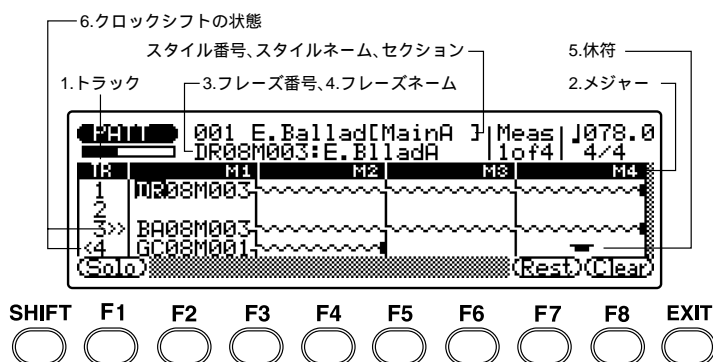 6.クロックシフトの状態
スタイル番号、スタイルネーム、セクション
5.休符
1.トラック
3.フレーズ番号、4.フレーズネーム
2.メジャー
PATT 001 E.Ballad[MainA ] Meas ♩078.0
DR08M003:E.BlladA 1of4 4/4
TR M1 M2 M3 M4
1 DR08M003
2
3>> BA08M003
<4 GC08M001
Solo Rest Clear
SHIFT F1 F2 F3 F4 F5 F6 F7 F8 EXIT